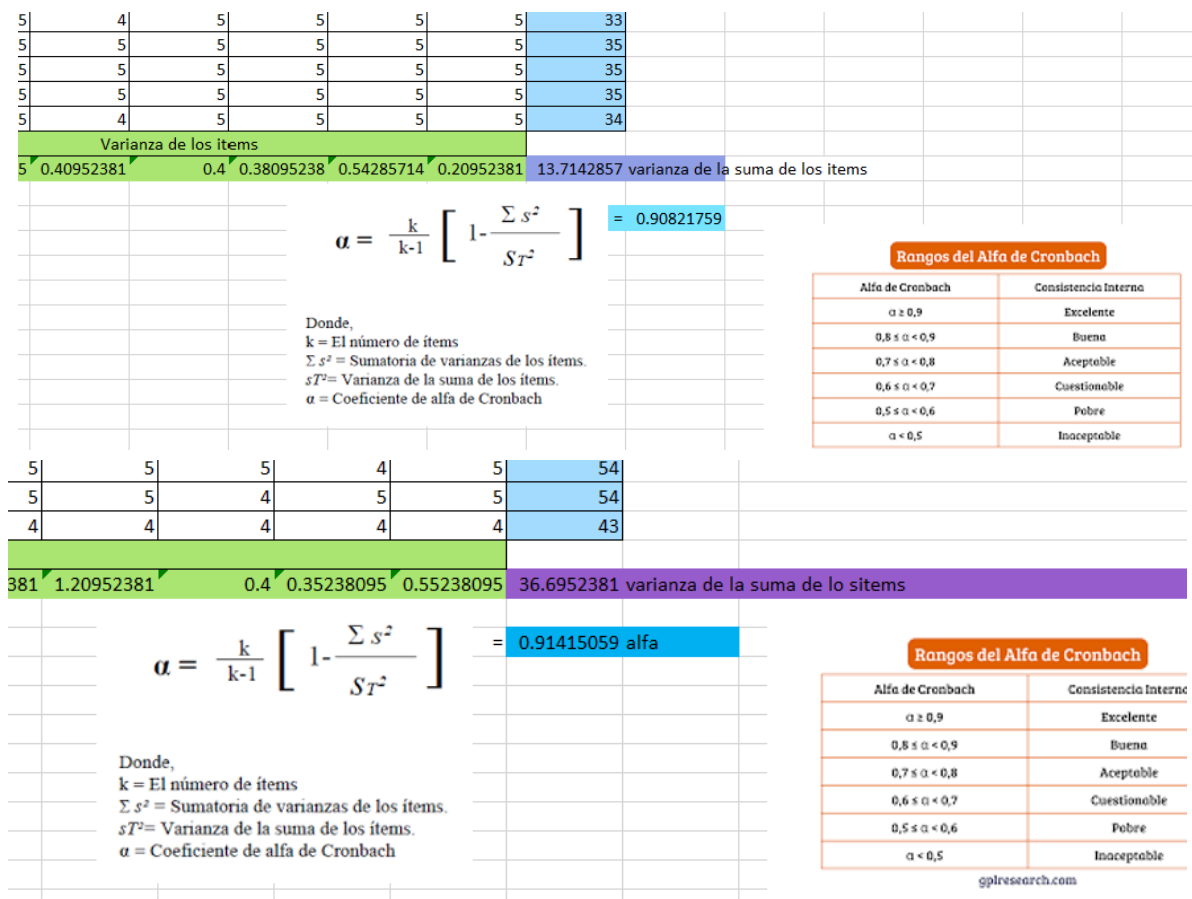 5 4 5 5 5 5 33
5 5 5 5 5 5 35
5 5 5 5 5 5 35
5 5 5 5 5 5 35
5 4 5 5 5 5 34
Varianza de los items
5 0.40952381 0.4 0.38095238 0.54285714 0.20952381 13.7142857 varianza de la suma de los items
α = k/k-1 [ 1- Σ s² / ST² ] = 0.90821759
Donde,
k = El número de ítems
Σ s² = Sumatoria de varianzas de los ítems.
sT²= Varianza de la suma de los ítems.
α = Coeficiente de alfa de Cronbach
Rangos del Alfa de Cronbach
Alfa de Cronbach Consistencia Interna
α ≥ 0,9 Excelente
0,8 ≤ α < 0,9 Buena
0,7 ≤ α < 0,8 Aceptable
0,6 ≤ α < 0,7 Cuestionable
0,5 ≤ α < 0,6 Pobre
α < 0,5 Inaceptable
5 5 5 4 5 54
5 5 4 5 5 54
4 4 4 4 4 43
381 1.20952381 0.4 0.35238095 0.55238095 36.6952381 varianza de la suma de lo sitems
α = k/k-1 [ 1- Σ s² / ST² ] = 0.91415059 alfa
Donde,
k = El número de ítems
Σ s² = Sumatoria de varianzas de los ítems.
sT²= Varianza de la suma de los ítems.
α = Coeficiente de alfa de Cronbach
Rangos del Alfa de Cronbach
Alfa de Cronbach Consistencia Interna
α ≥ 0,9 Excelente
0,8 ≤ α < 0,9 Buena
0,7 ≤ α < 0,8 Aceptable
0,6 ≤ α < 0,7 Cuestionable
0,5 ≤ α < 0,6 Pobre
α < 0,5 Inaceptable
gplresearch.com